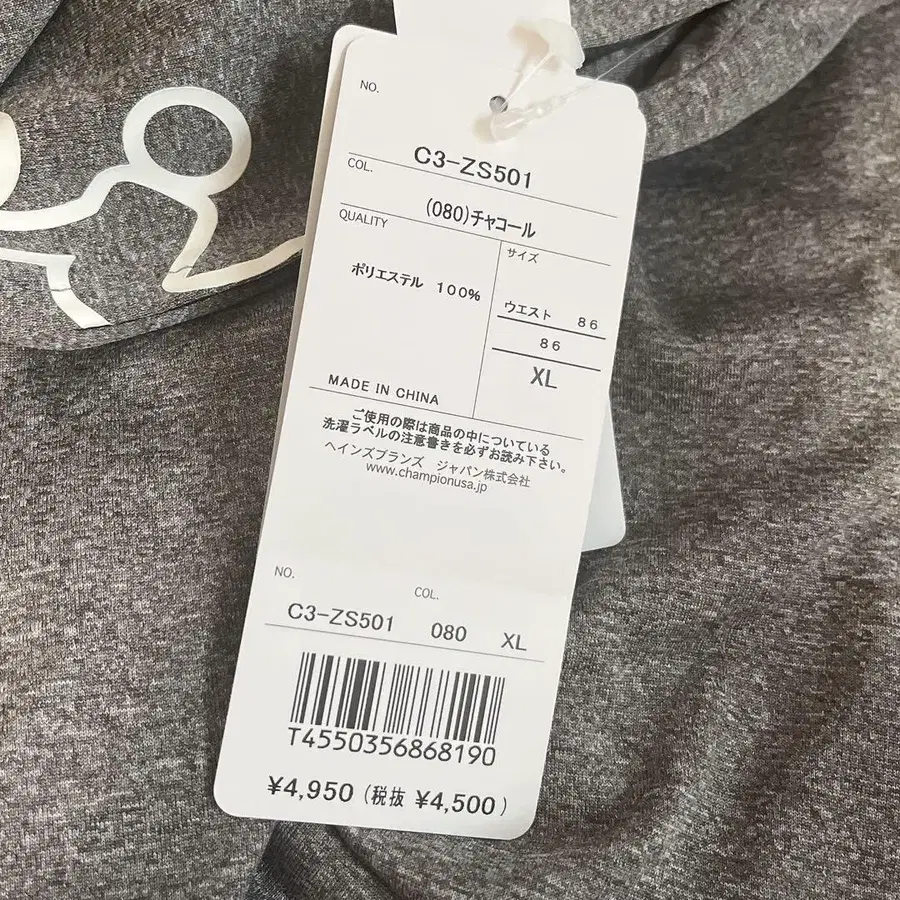 NO.
C3-ZS501
COL.
(080)チャコール
QUALITY
サイズ
ポリエステル 100%
ウエスト 86
86
XL
MADE IN CHINA
ご使用の際は商品の中についている
洗濯ラベルの注意書きを必ずお読み下さい。
ヘインズブランズ ジャパン株式会社
www.championusa.jp
NO.
COL.
C3-ZS501 080 XL
T4550356868190
¥4,950 (税抜 ¥4,500)